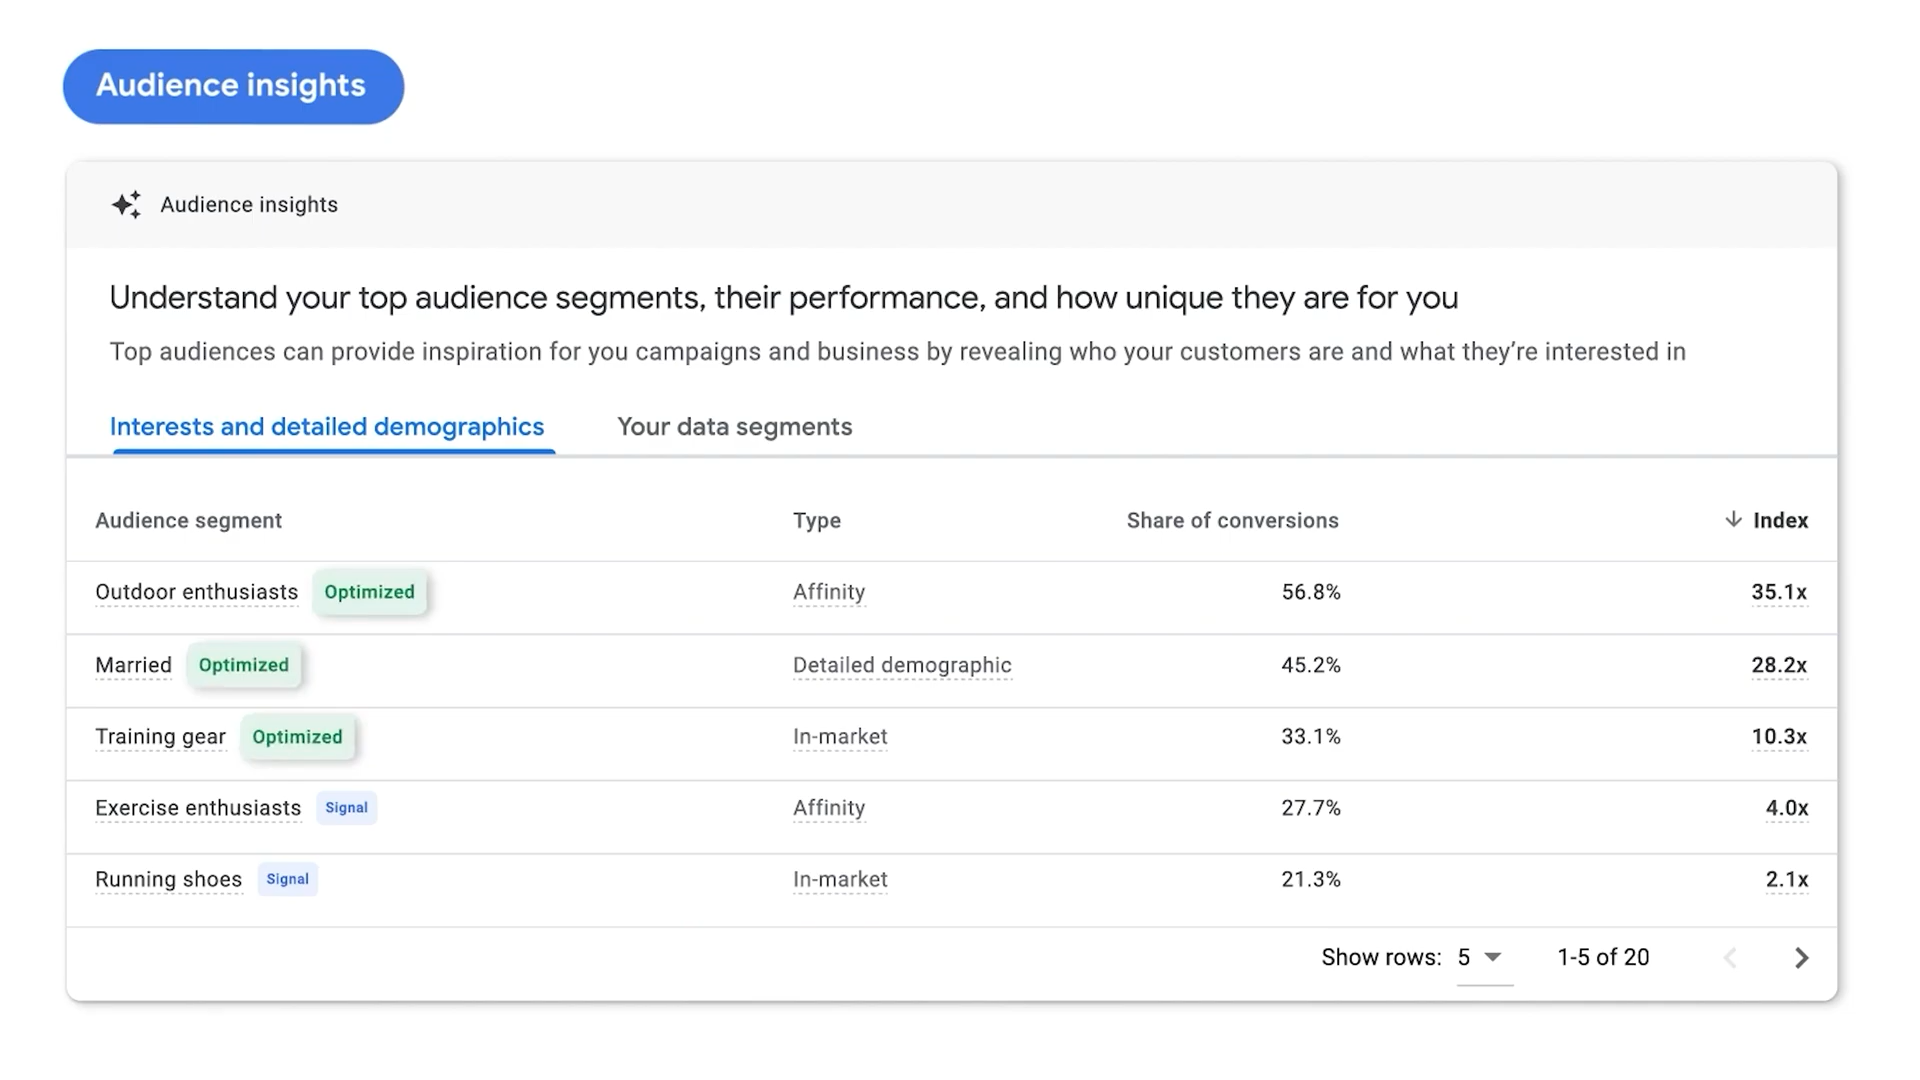 Audience insights
Audience insights
Understand your top audience segments, their performance, and how unique they are for you
Top audiences can provide inspiration for you campaigns and business by revealing who your customers are and what they're interested in
Interests and detailed demographics Your data segments
Audience segment Type Share of conversions Index
Outdoor enthusiasts Optimized Affinity 56.8% 35.1x
Married Optimized Detailed demographic 45.2% 28.2x
Training gear Optimized In-market 33.1% 10.3x
Exercise enthusiasts Signal Affinity 27.7% 4.0x
Running shoes Signal In-market 21.3% 2.1x
Show rows: 5 1-5 of 20